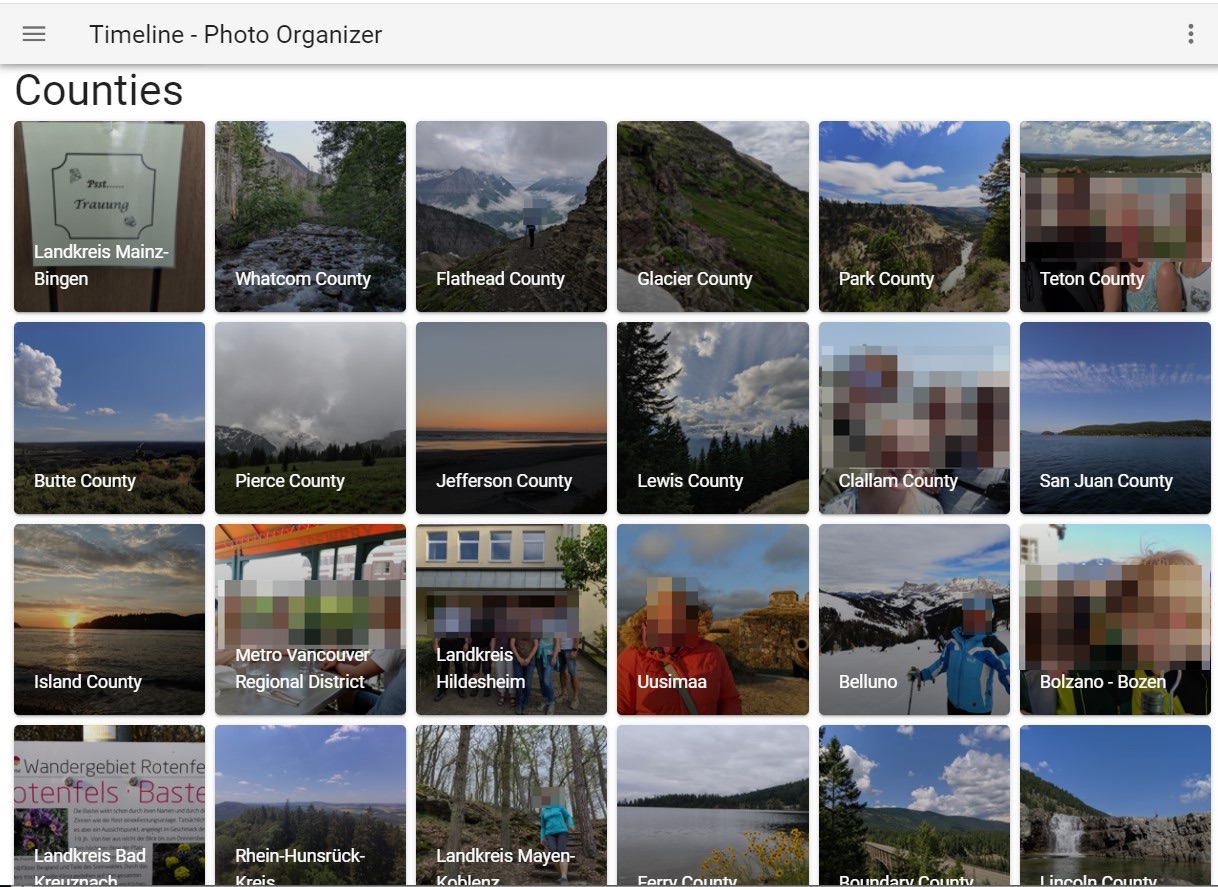 Timeline - Photo Organizer
Counties
Psst......
Trauung
Landkreis Mainz-
Bingen
Whatcom County
Flathead County
Glacier County
Park County
Teton County
Butte County
Pierce County
Jefferson County
Lewis County
Clallam County
San Juan County
Island County
Metro Vancouver
Regional District
Landkreis
Hildesheim
Uusimaa
Belluno
Bolzano - Bozen
Wandergebiet Rotenfe
otenfels · Baste
Landkreis Bad
Kreuznach
Rhein-Hunsrück-
Kreis
Landkreis Mayen-
Koblenz
Ferry County
Boundary County
Lincoln County